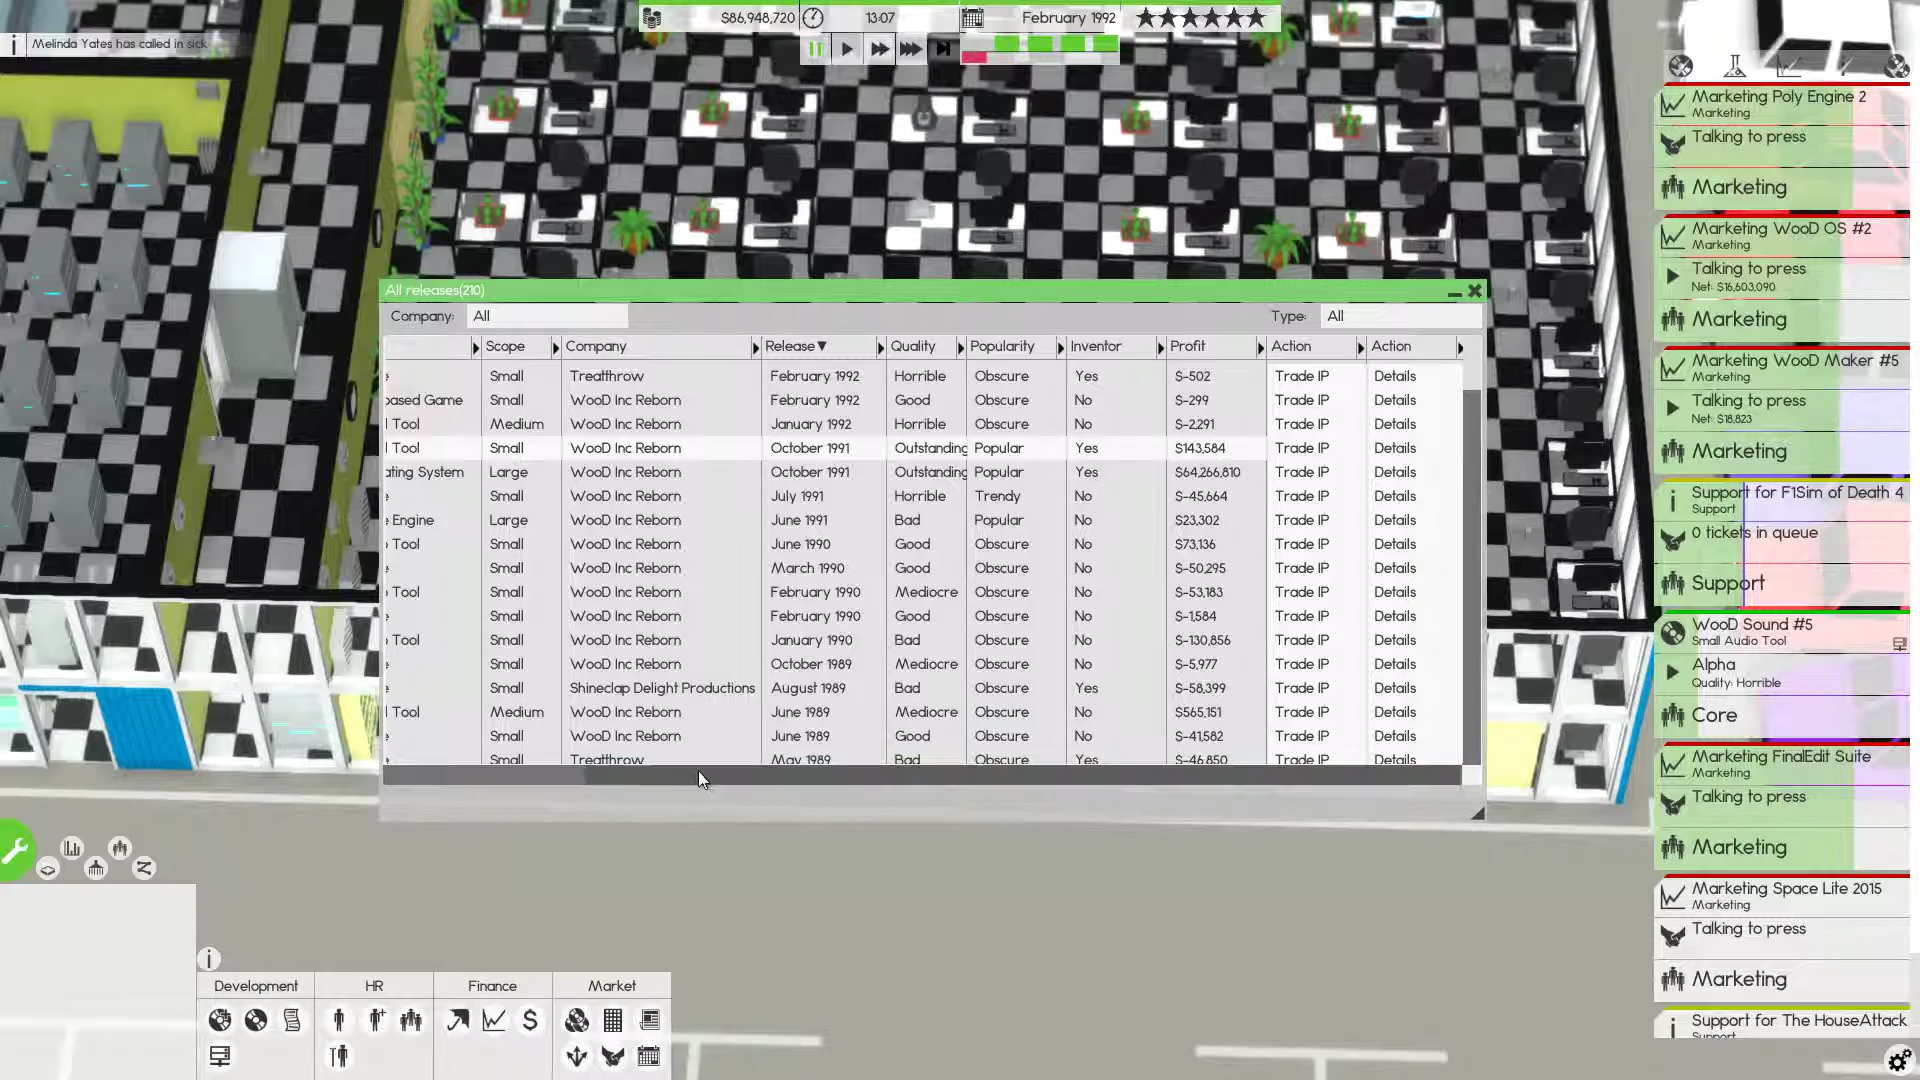 $86,948,720 13:07 February 1992
Melinda Yates has called in sick
All releases(210)
Company: All Type: All
Scope Company Release▼ Quality Popularity Inventor Profit Action Action
e Small Treatthrow February 1992 Horrible Obscure Yes $-502 Trade IP Details
based Game Small WooD Inc Reborn February 1992 Good Obscure No $-299 Trade IP Details
l Tool Medium WooD Inc Reborn January 1992 Horrible Obscure No $-2,291 Trade IP Details
l Tool Small WooD Inc Reborn October 1991 Outstanding Popular Yes $143,584 Trade IP Details
ating System Large WooD Inc Reborn October 1991 Outstanding Popular Yes $64,266,810 Trade IP Details
e Small WooD Inc Reborn July 1991 Horrible Trendy No $-45,664 Trade IP Details
e Engine Large WooD Inc Reborn June 1991 Bad Popular No $23,302 Trade IP Details
o Tool Small WooD Inc Reborn June 1990 Good Obscure No $73,136 Trade IP Details
e Small WooD Inc Reborn March 1990 Good Obscure No $-50,295 Trade IP Details
o Tool Small WooD Inc Reborn February 1990 Mediocre Obscure No $-53,183 Trade IP Details
e Small WooD Inc Reborn February 1990 Good Obscure No $-1,584 Trade IP Details
o Tool Small WooD Inc Reborn January 1990 Bad Obscure No $-130,856 Trade IP Details
e Small WooD Inc Reborn October 1989 Mediocre Obscure No $-5,977 Trade IP Details
e Small Shineclap Delight Productions August 1989 Bad Obscure Yes $-58,399 Trade IP Details
l Tool Medium WooD Inc Reborn June 1989 Mediocre Obscure No $565,151 Trade IP Details
e Small WooD Inc Reborn June 1989 Good Obscure No $-41,582 Trade IP Details
e Small Treatthrow May 1989 Bad Obscure Yes $-46,850 Trade IP Details
Marketing Poly Engine 2
Marketing
Talking to press
Marketing
Marketing WooD OS #2
Marketing
Talking to press
Net: $16,603,090
Marketing
Marketing WooD Maker #5
Marketing
Talking to press
Net: $18,823
Marketing
Support for F1Sim of Death 4
Support
0 tickets in queue
Support
WooD Sound #5
Small Audio Tool
Alpha
Quality: Horrible
Core
Marketing FinalEdit Suite
Marketing
Talking to press
Marketing
Marketing Space Lite 2015
Marketing
Talking to press
Marketing
Support for The HouseAttack
Support
Development HR Finance Market